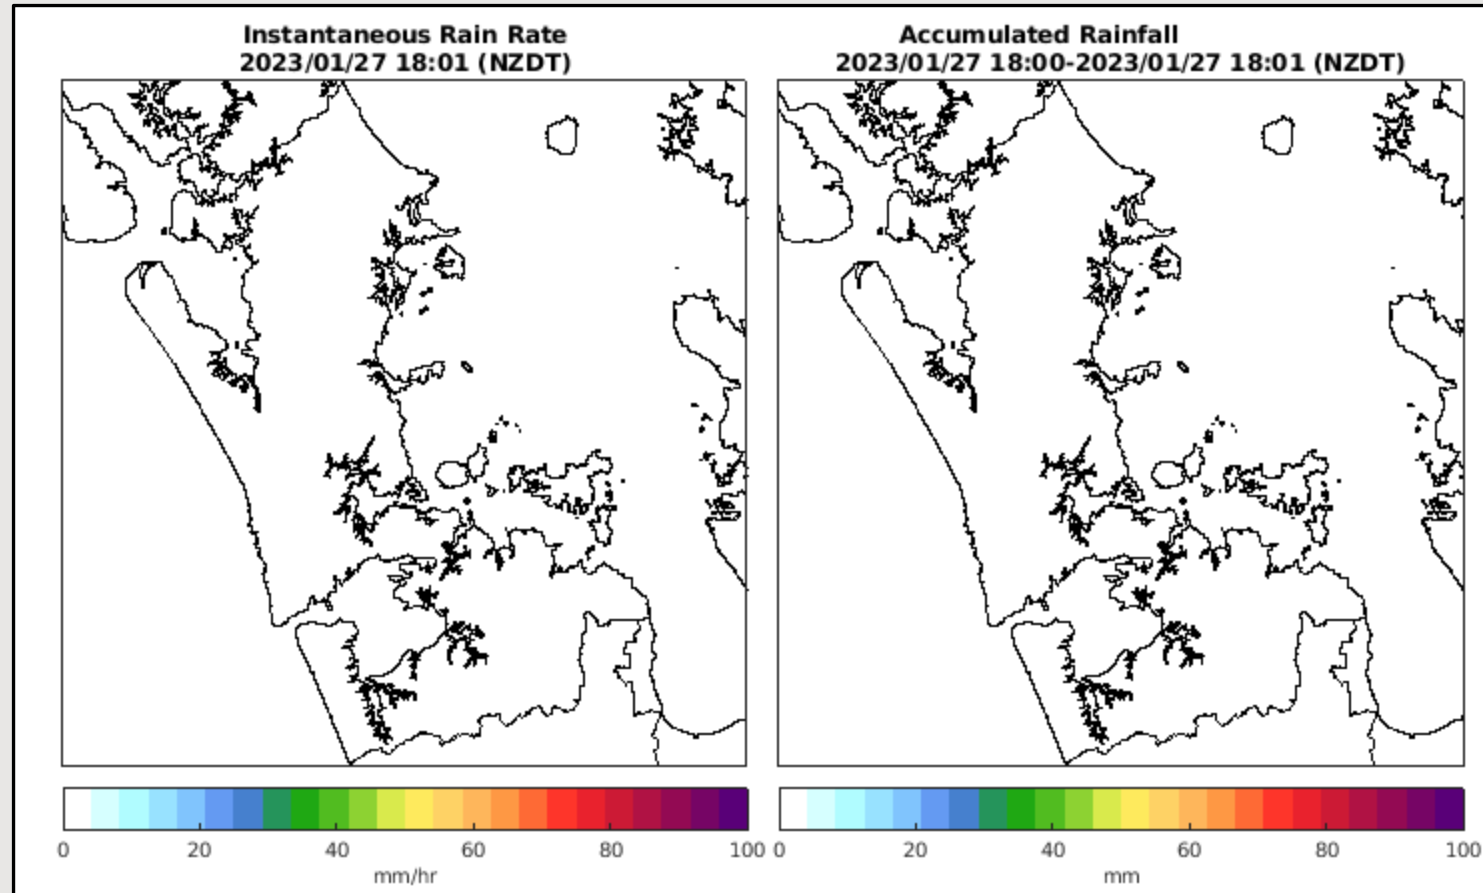 Instantaneous Rain Rate
2023/01/27 18:01 (NZDT)
Accumulated Rainfall
2023/01/27 18:00-2023/01/27 18:01 (NZDT)
0 20 40 60 80 100
mm/hr
0 20 40 60 80 100
mm